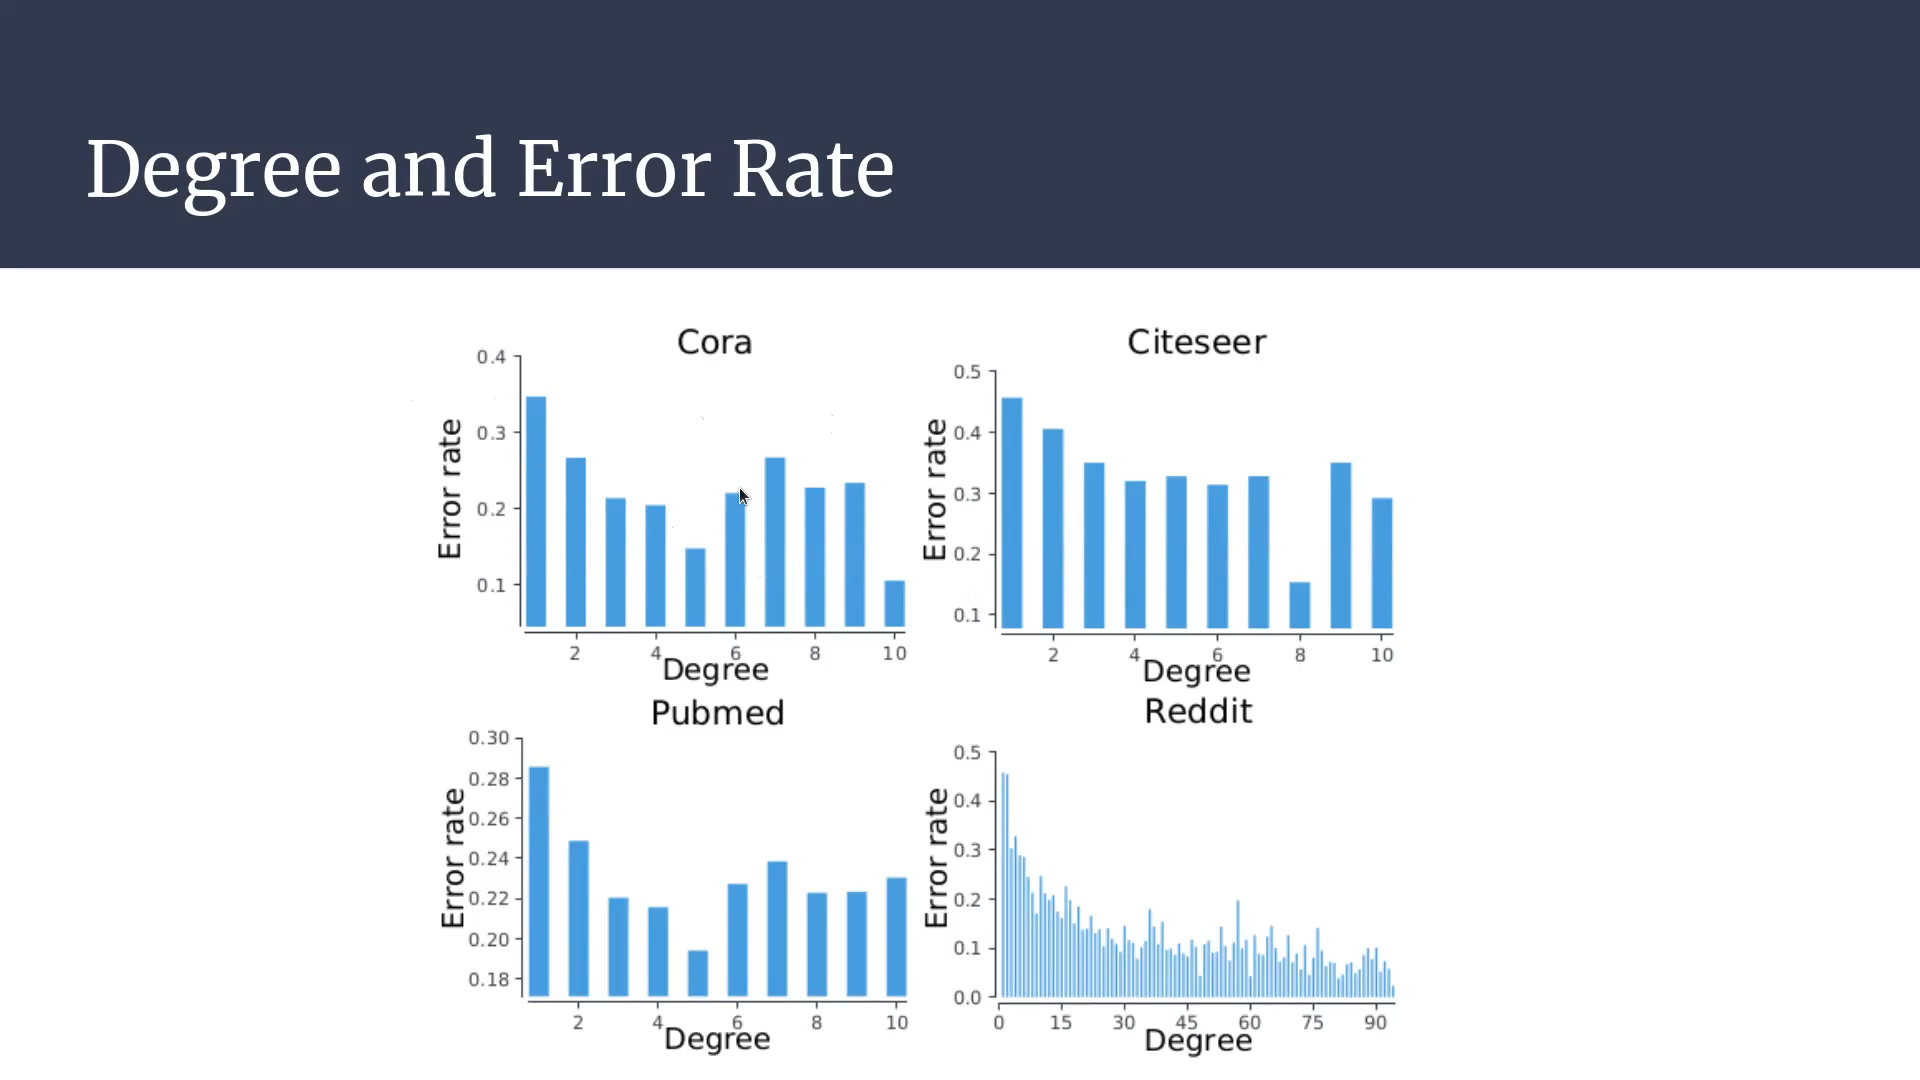 Degree and Error Rate
Cora
0.4
0.3
0.2
0.1
Error rate
2 4 6 8 10
Degree
Citeseer
0.5
0.4
0.3
0.2
0.1
Error rate
2 4 6 8 10
Degree
Pubmed
0.30
0.28
0.26
0.24
0.22
0.20
0.18
Error rate
2 4 6 8 10
Degree
Reddit
0.5
0.4
0.3
0.2
0.1
0.0
Error rate
0 15 30 45 60 75 90
Degree